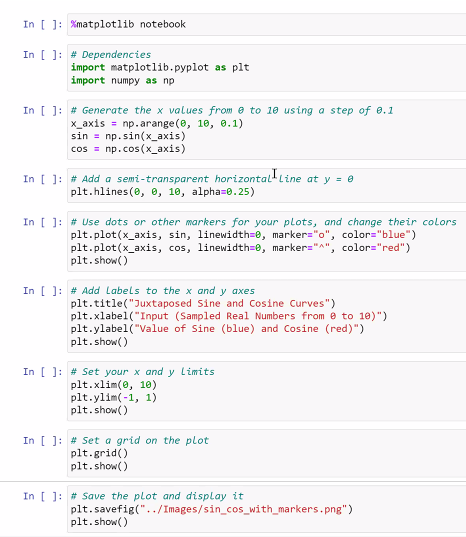 In [ ]: %matplotlib notebook
In [ ]: # Dependencies
import matplotlib.pyplot as plt
import numpy as np
In [ ]: # Generate the x values from 0 to 10 using a step of 0.1
x_axis = np.arange(0, 10, 0.1)
sin = np.sin(x_axis)
cos = np.cos(x_axis)
In [ ]: # Add a semi-transparent horizontal line at y = 0
plt.hlines(0, 0, 10, alpha=0.25)
In [ ]: # Use dots or other markers for your plots, and change their colors
plt.plot(x_axis, sin, linewidth=0, marker="o", color="blue")
plt.plot(x_axis, cos, linewidth=0, marker="^", color="red")
plt.show()
In [ ]: # Add labels to the x and y axes
plt.title("Juxtaposed Sine and Cosine Curves")
plt.xlabel("Input (Sampled Real Numbers from 0 to 10)")
plt.ylabel("Value of Sine (blue) and Cosine (red)")
plt.show()
In [ ]: # Set your x and y limits
plt.xlim(0, 10)
plt.ylim(-1, 1)
plt.show()
In [ ]: # Set a grid on the plot
plt.grid()
plt.show()
In [ ]: # Save the plot and display it
plt.savefig("../Images/sin_cos_with_markers.png")
plt.show()